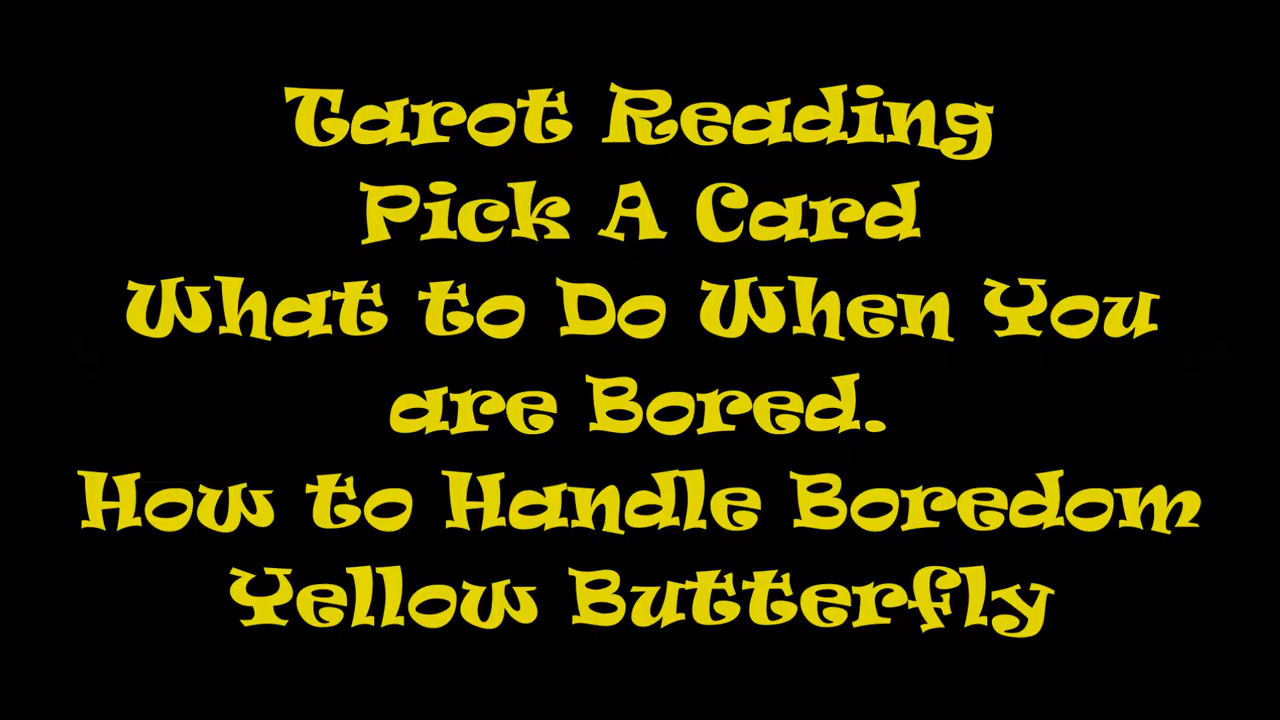 Tarot Reading
Pick A Card
What to Do When You
are Bored.
How to Handle Boredom
Yellow Butterfly